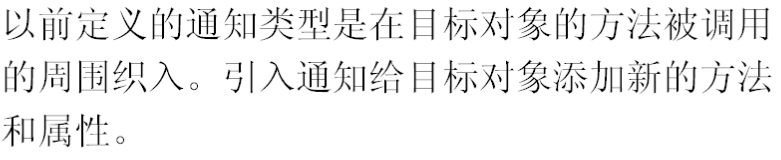 以前定义的通知类型是在目标对象的方法被调用
的周围织入。引入通知给目标对象添加新的方法
和属性。